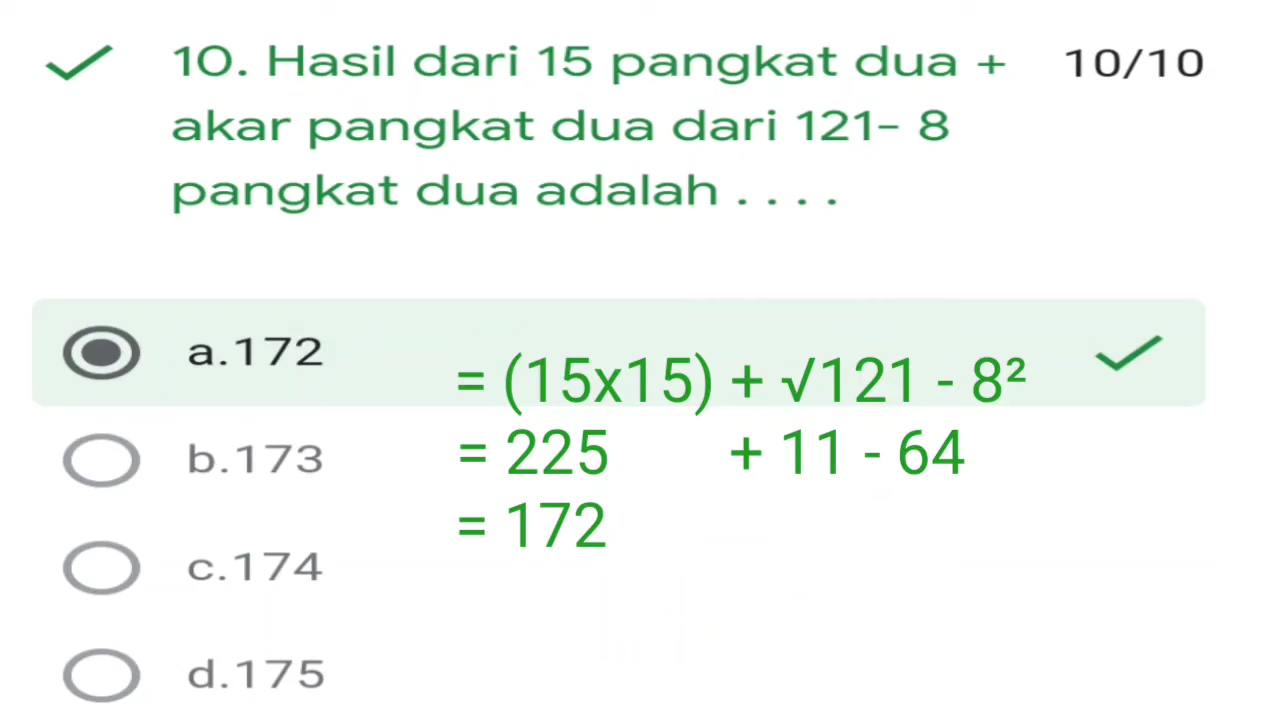 10. Hasil dari 15 pangkat dua + 10/10
akar pangkat dua dari 121- 8
pangkat dua adalah . . . .
a.172
= (15x15) + √121 - 8²
b.173
= 225 + 11 - 64
= 172
c.174
d.175